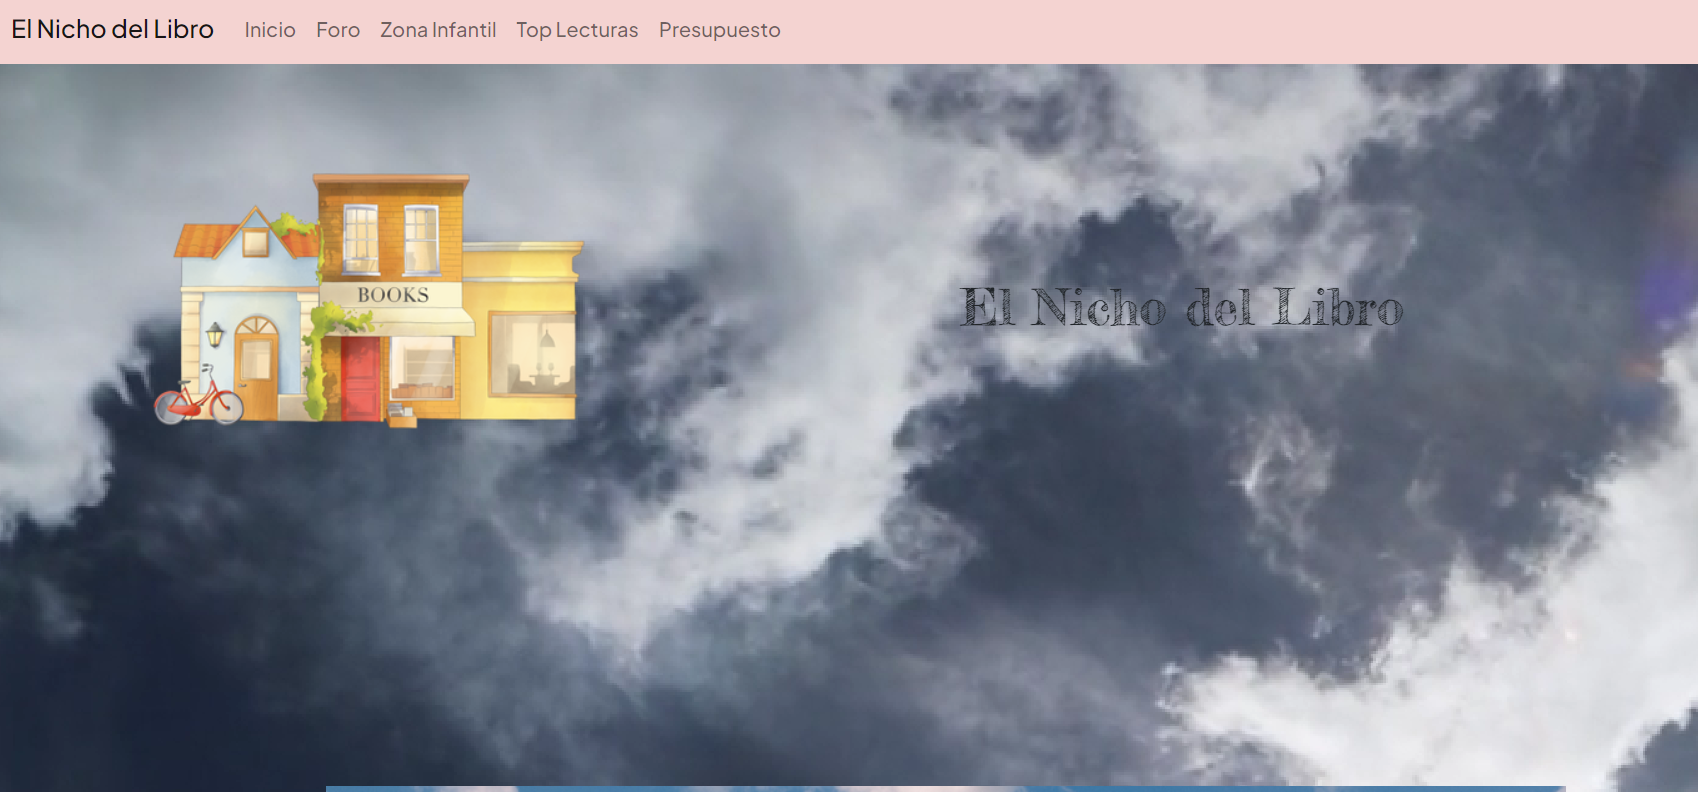 El Nicho del Libro Inicio Foro Zona Infantil Top Lecturas Presupuesto
BOOKS
El Nicho del Libro